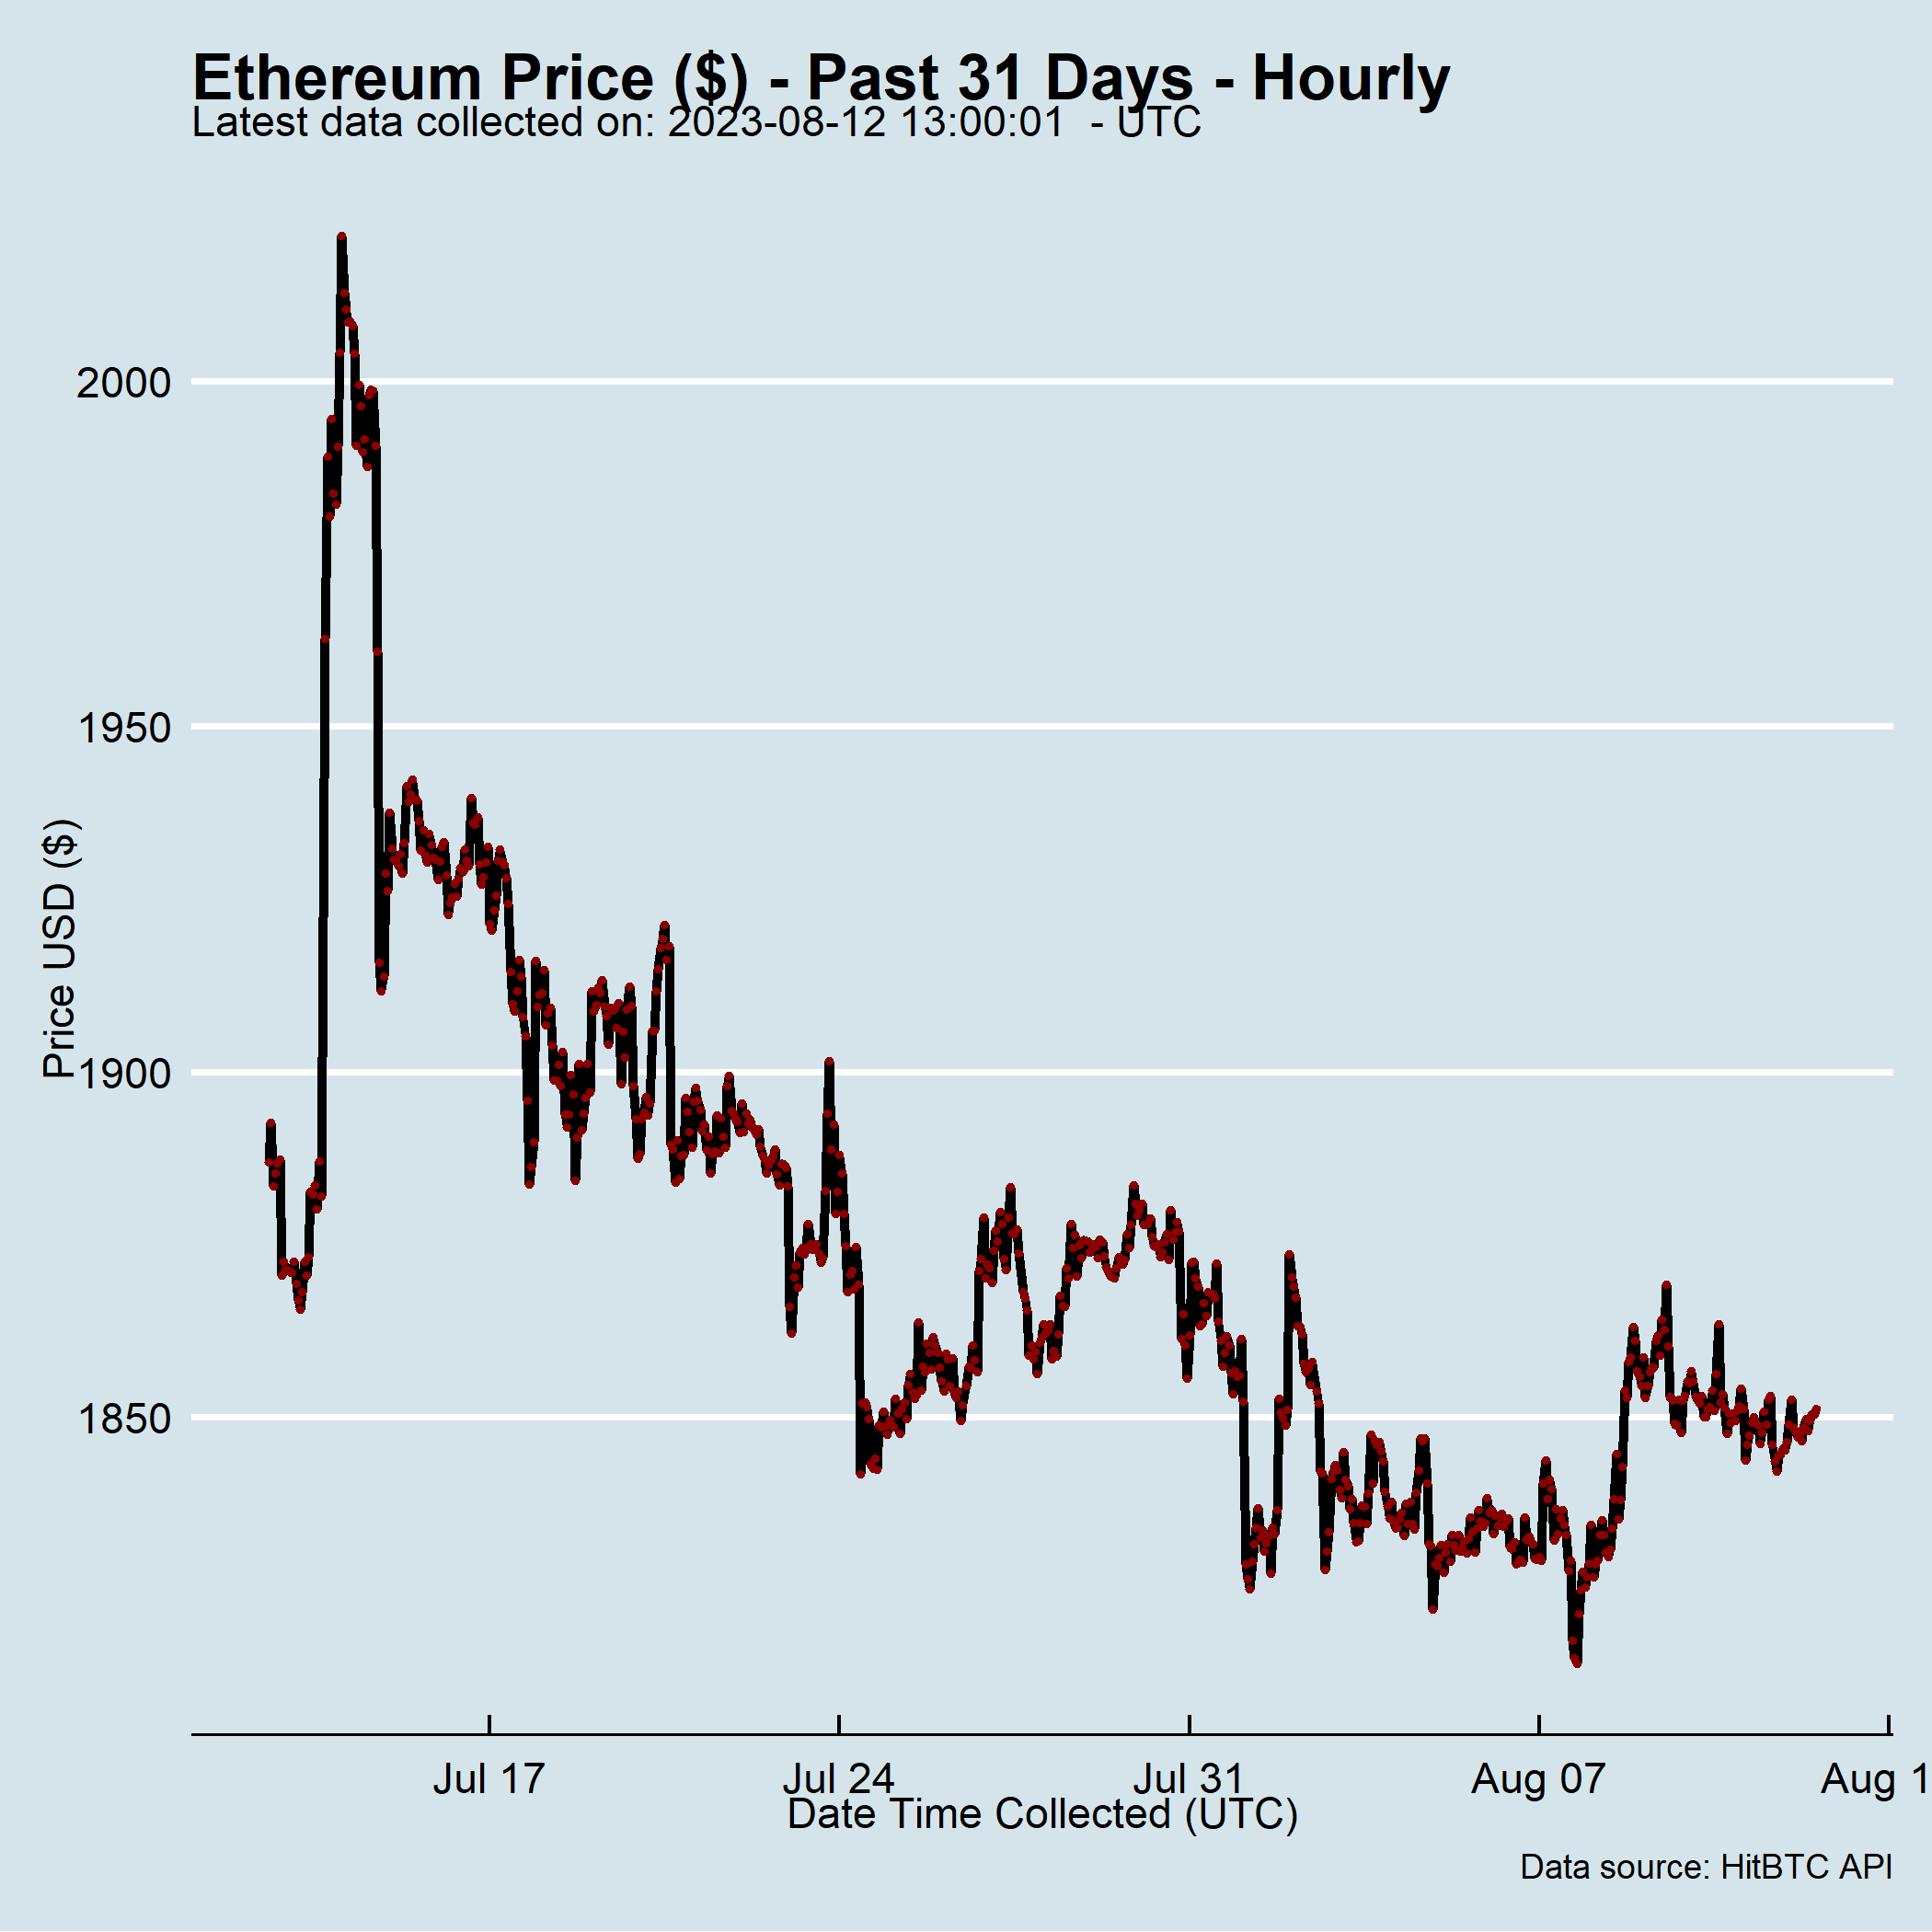 Ethereum Price ($) - Past 31 Days - Hourly
Latest data collected on: 2023-08-12 13:00:01  - UTC
2000
1950
1900
1850
Price USD ($)
Jul 17
Jul 24
Jul 31
Aug 07
Aug 1
Date Time Collected (UTC)
Data source: HitBTC API